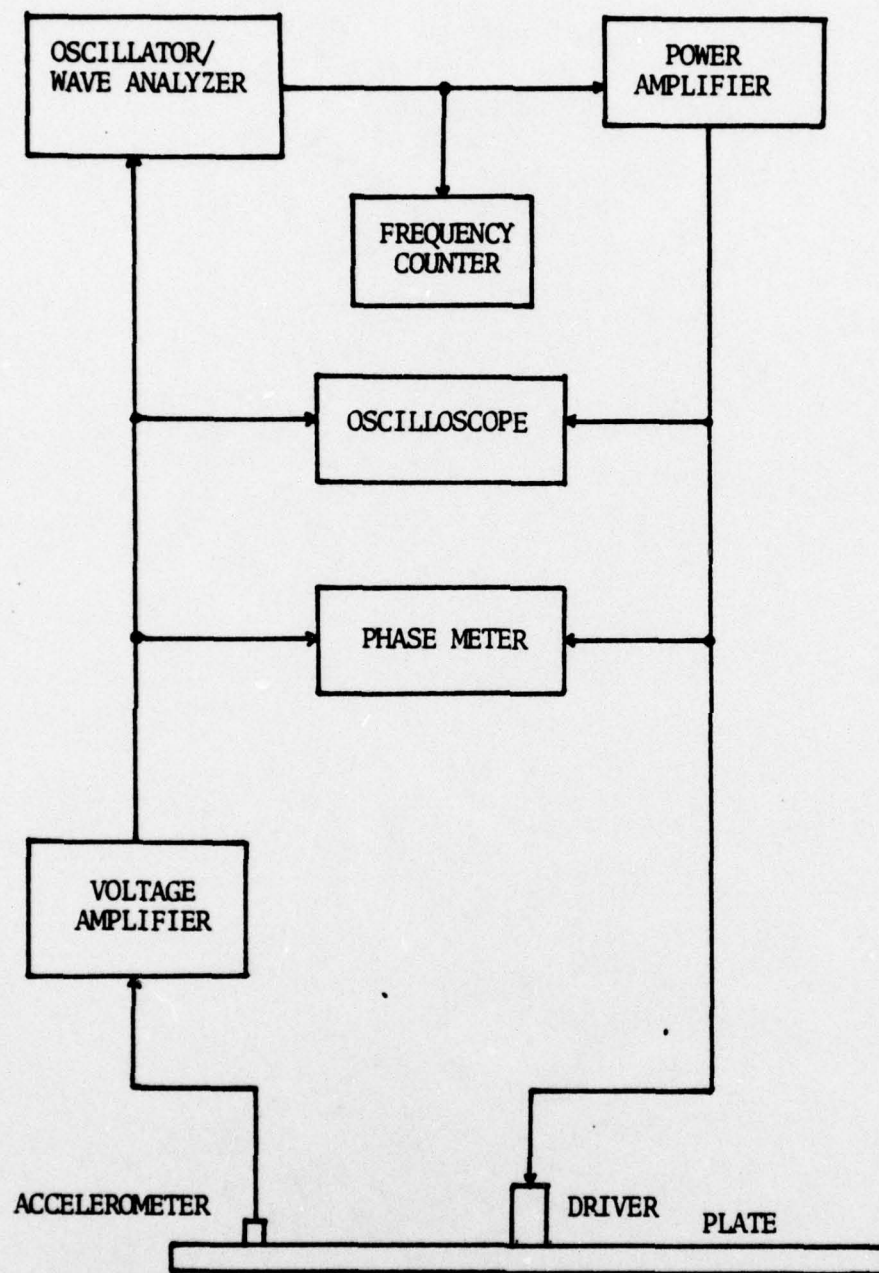 OSCILLATOR/
WAVE ANALYZER
POWER
AMPLIFIER
FREQUENCY
COUNTER
OSCILLOSCOPE
PHASE METER
VOLTAGE
AMPLIFIER
ACCELEROMETER
DRIVER
PLATE